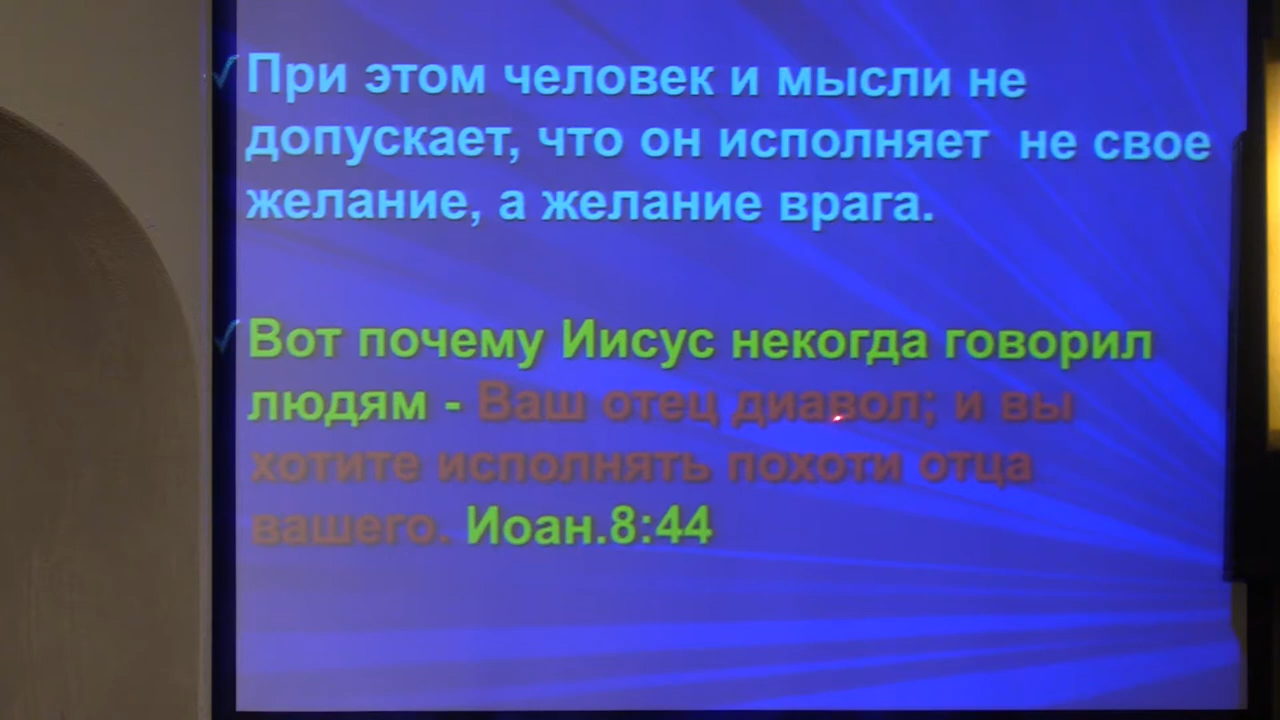 При этом человек и мысли не
допускает, что он исполняет не свое
желание, а желание врага.
Вот почему Иисус некогда говорил
людям - Ваш отец диавол; и вы
хотите исполнять похоти отца
вашего. Иоан.8:44